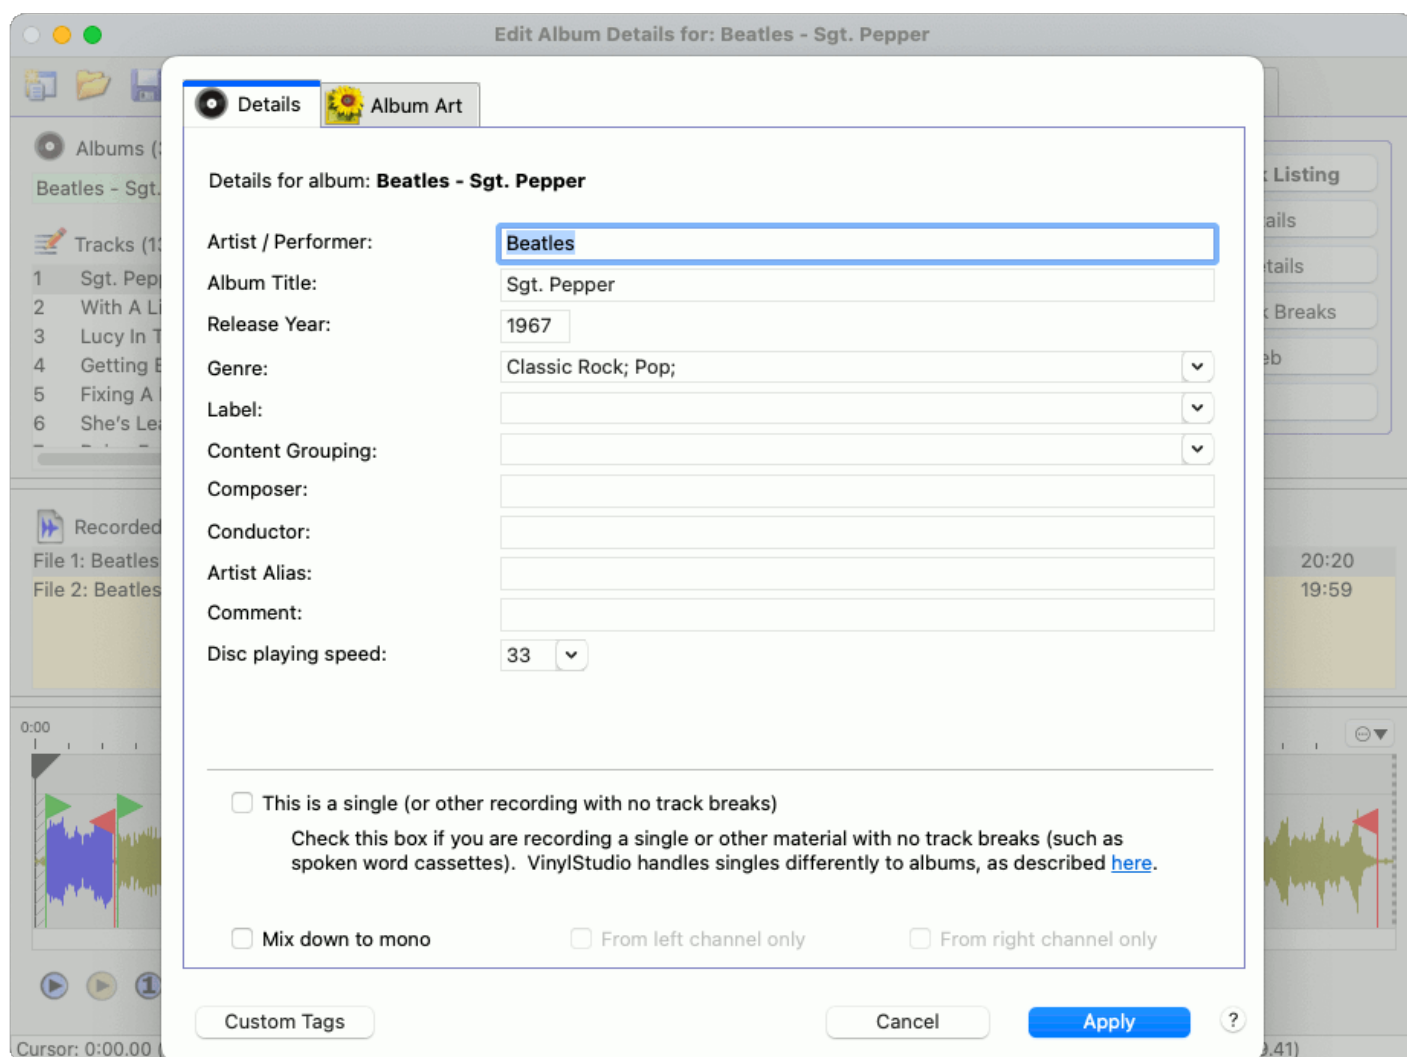 Edit Album Details for: Beatles - Sgt. Pepper
Details
Album Art
Albums
Beatles - Sgt.
Tracks
1 Sgt.
2 With A
3 Lucy In
4 Getting
5 Fixing A
6 She's
Listing
Breaks
Recorded
File 1: Beatles
20:20
File 2: Beatles
19:59
0:00
Details for album: Beatles - Sgt. Pepper
Artist / Performer: Beatles
Album Title: Sgt. Pepper
Release Year: 1967
Genre: Classic Rock; Pop;
Label:
Content Grouping:
Composer:
Conductor:
Artist Alias:
Comment:
Disc playing speed: 33
This is a single (or other recording with no track breaks)
Check this box if you are recording a single or other material with no track breaks (such as
spoken word cassettes). VinylStudio handles singles differently to albums, as described here.
Mix down to mono
From left channel only
From right channel only
Custom Tags
Cancel
Apply
?
Cursor: 0:00.00